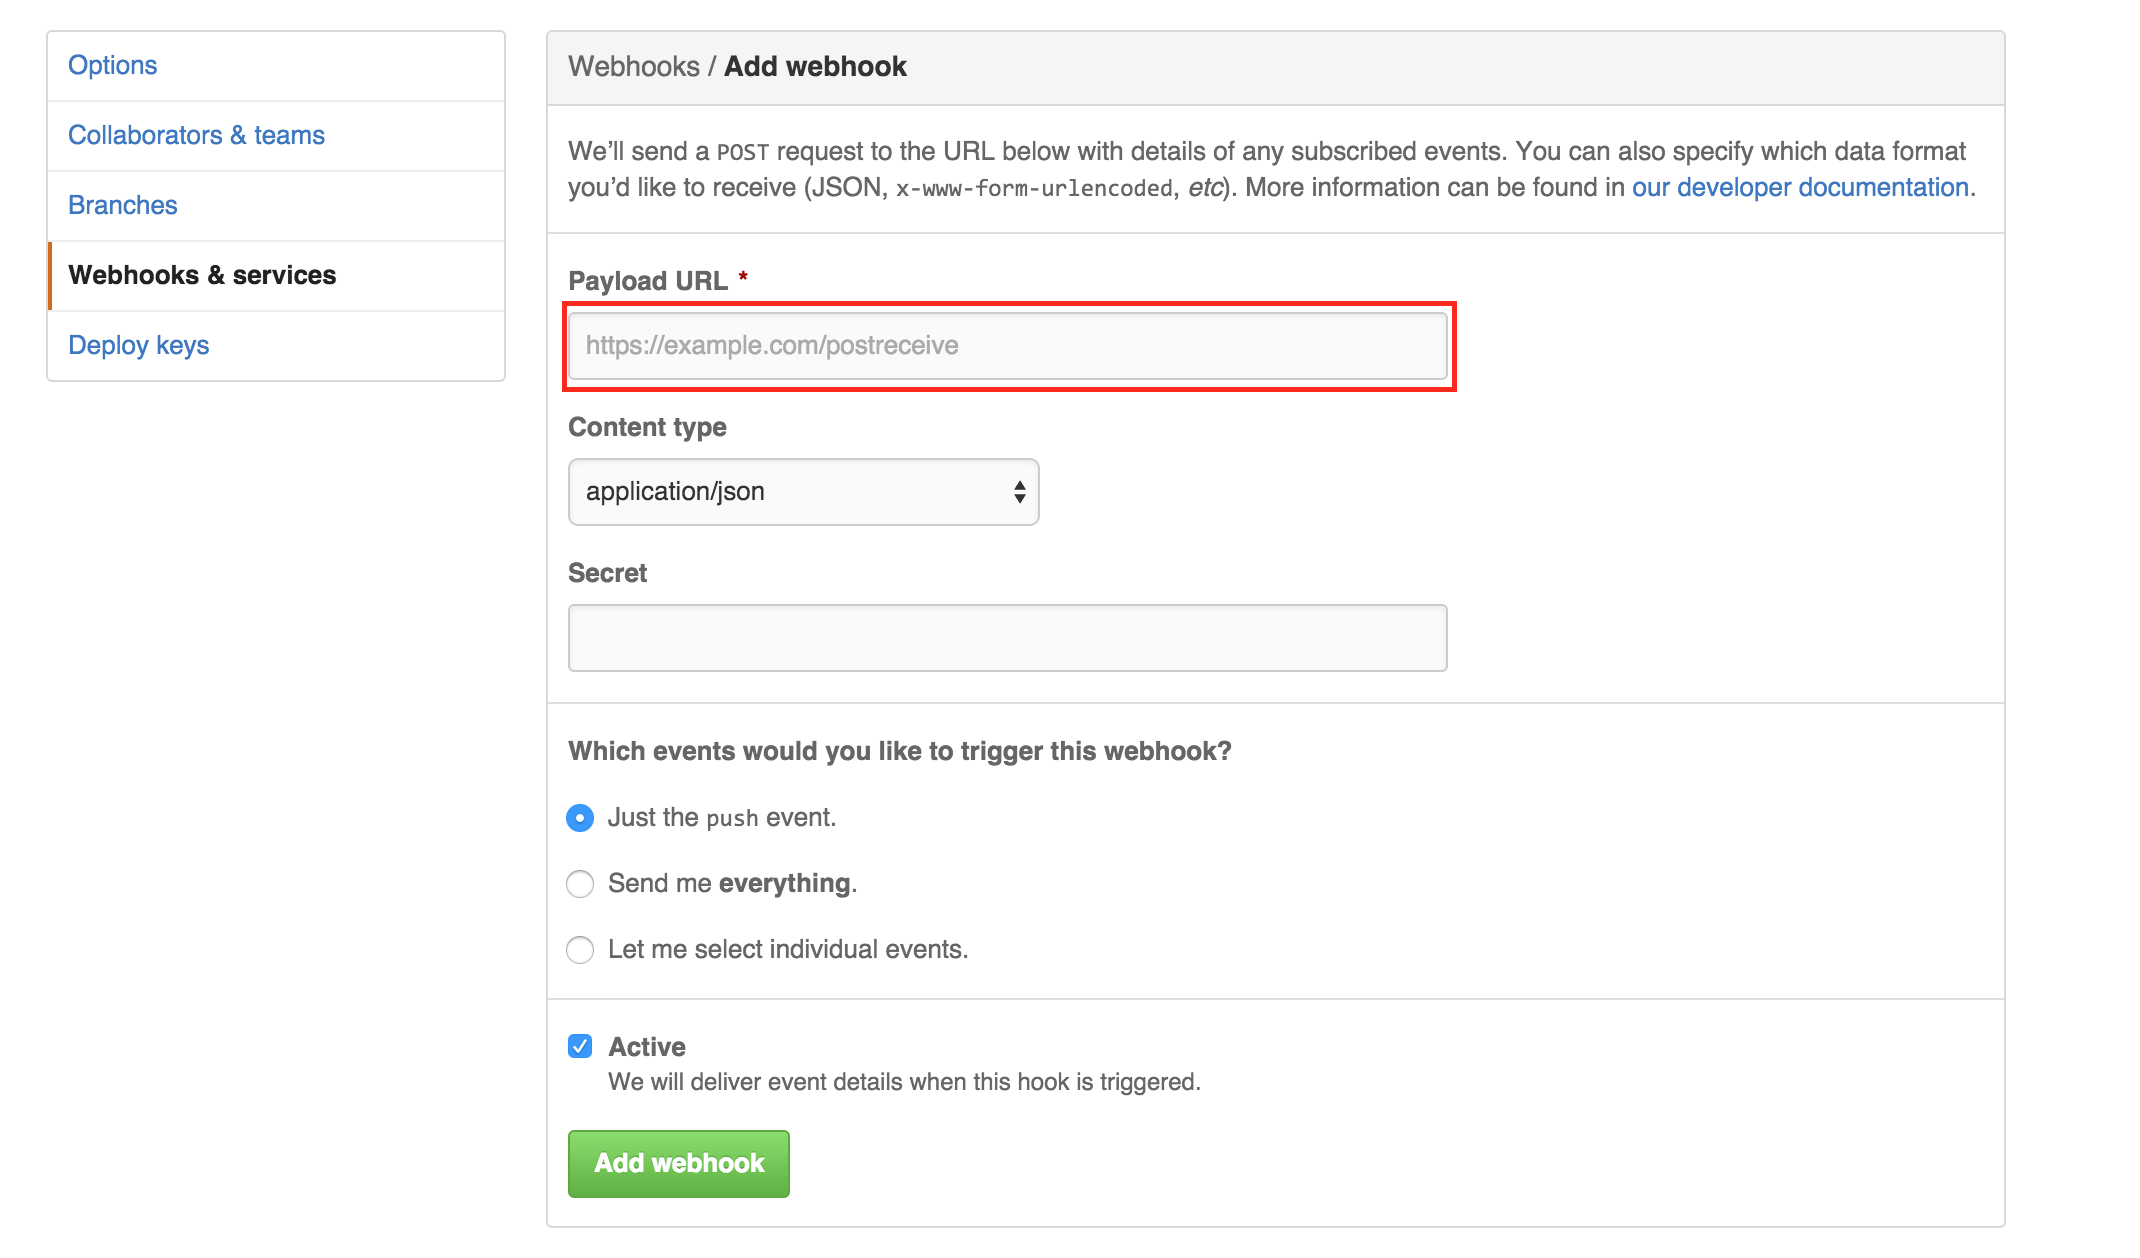 Options
Collaborators & teams
Branches
Webhooks & services
Deploy keys
Webhooks / Add webhook
We’ll send a POST request to the URL below with details of any subscribed events. You can also specify which data format
you’d like to receive (JSON, x-www-form-urlencoded, etc). More information can be found in our developer documentation.
Payload URL *
https://example.com/postreceive
Content type
application/json
Secret
Which events would you like to trigger this webhook?
Just the push event.
Send me everything.
Let me select individual events.
Active
We will deliver event details when this hook is triggered.
Add webhook